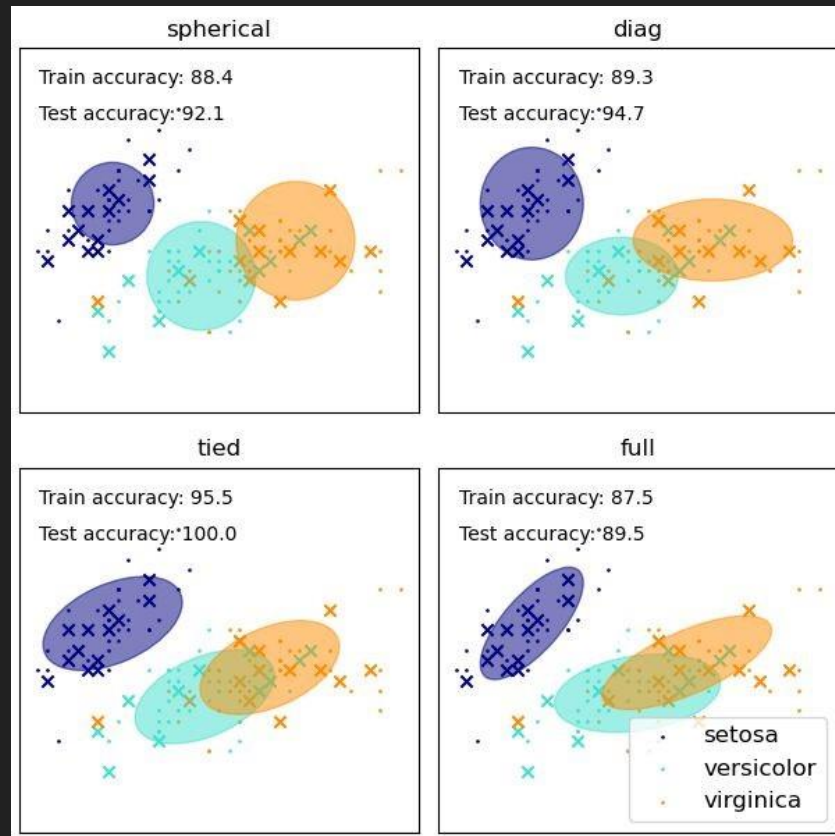 spherical
Train accuracy: 88.4
Test accuracy: 92.1
diag
Train accuracy: 89.3
Test accuracy: 94.7
tied
Train accuracy: 95.5
Test accuracy: 100.0
full
Train accuracy: 87.5
Test accuracy: 89.5
setosa
versicolor
virginica